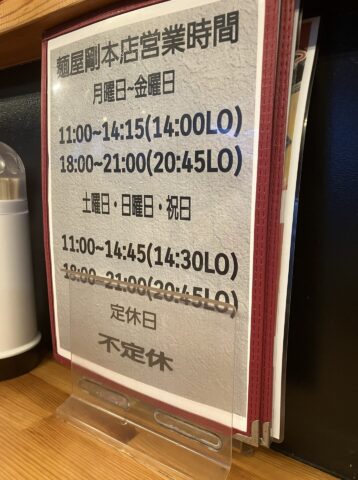 麺屋剛本店営業時間
月曜日~金曜日
11:00~14:15(14:00LO)
18:00~21:00(20:45LO)
土曜日・日曜日・祝日
11:00~14:45(14:30LO)
18:00~21:00(20:45LO)
定休日
不定休